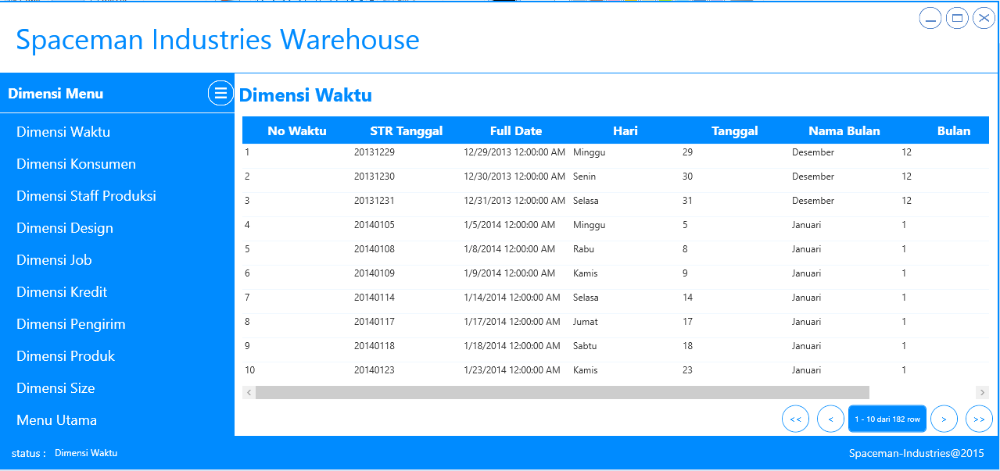 Spaceman Industries Warehouse
Dimensi Menu
Dimensi Waktu
Dimensi Konsumen
Dimensi Staff Produksi
Dimensi Design
Dimensi Job
Dimensi Kredit
Dimensi Pengirim
Dimensi Produk
Dimensi Size
Menu Utama
Dimensi Waktu
No Waktu STR Tanggal Full Date Hari Tanggal Nama Bulan Bulan
1 20131229 12/29/2013 12:00:00 AM Minggu 29 Desember 12
2 20131230 12/30/2013 12:00:00 AM Senin 30 Desember 12
3 20131231 12/31/2013 12:00:00 AM Selasa 31 Desember 12
4 20140105 1/5/2014 12:00:00 AM Minggu 5 Januari 1
5 20140108 1/8/2014 12:00:00 AM Rabu 8 Januari 1
6 20140109 1/9/2014 12:00:00 AM Kamis 9 Januari 1
7 20140114 1/14/2014 12:00:00 AM Selasa 14 Januari 1
8 20140117 1/17/2014 12:00:00 AM Jumat 17 Januari 1
9 20140118 1/18/2014 12:00:00 AM Sabtu 18 Januari 1
10 20140123 1/23/2014 12:00:00 AM Kamis 23 Januari 1
<< < 1 - 10 dari 182 row > >>
status : Dimensi Waktu
Spaceman-Industries@2015